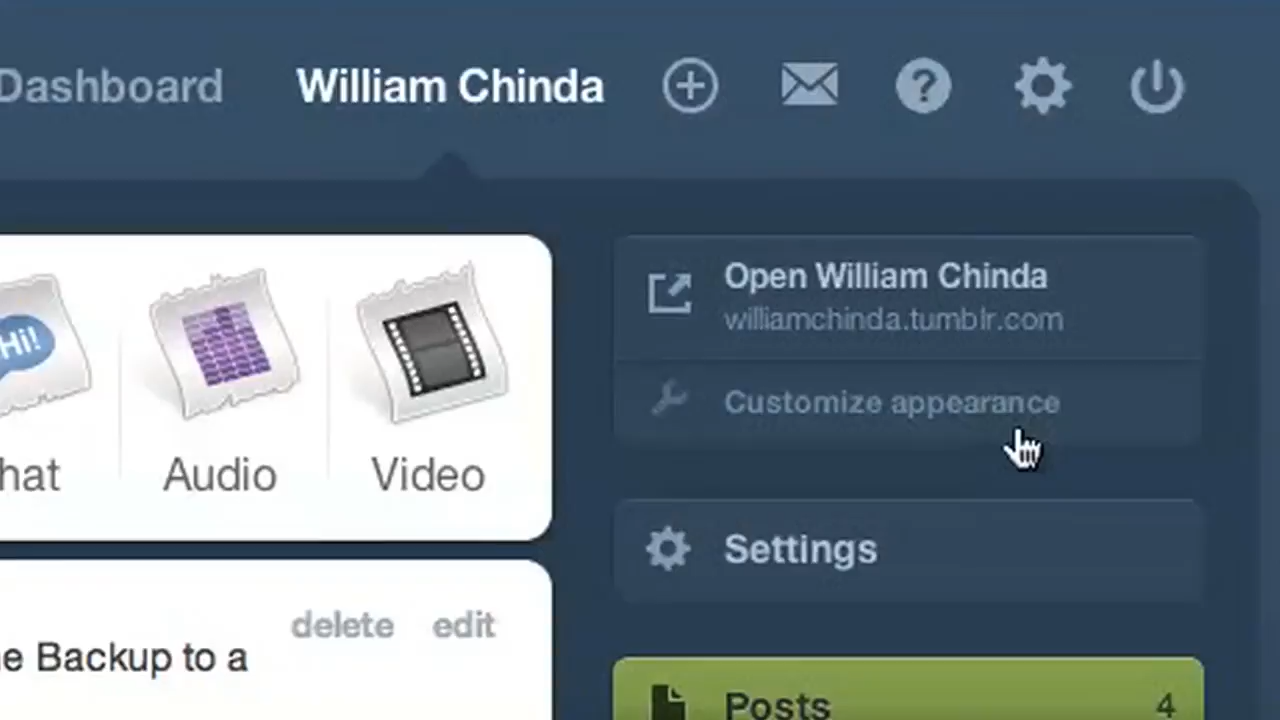 Dashboard William Chinda
Hi!
hat Audio Video
Open William Chinda
williamchinda.tumblr.com
Customize appearance
Settings
delete edit
e Backup to a
Posts 4